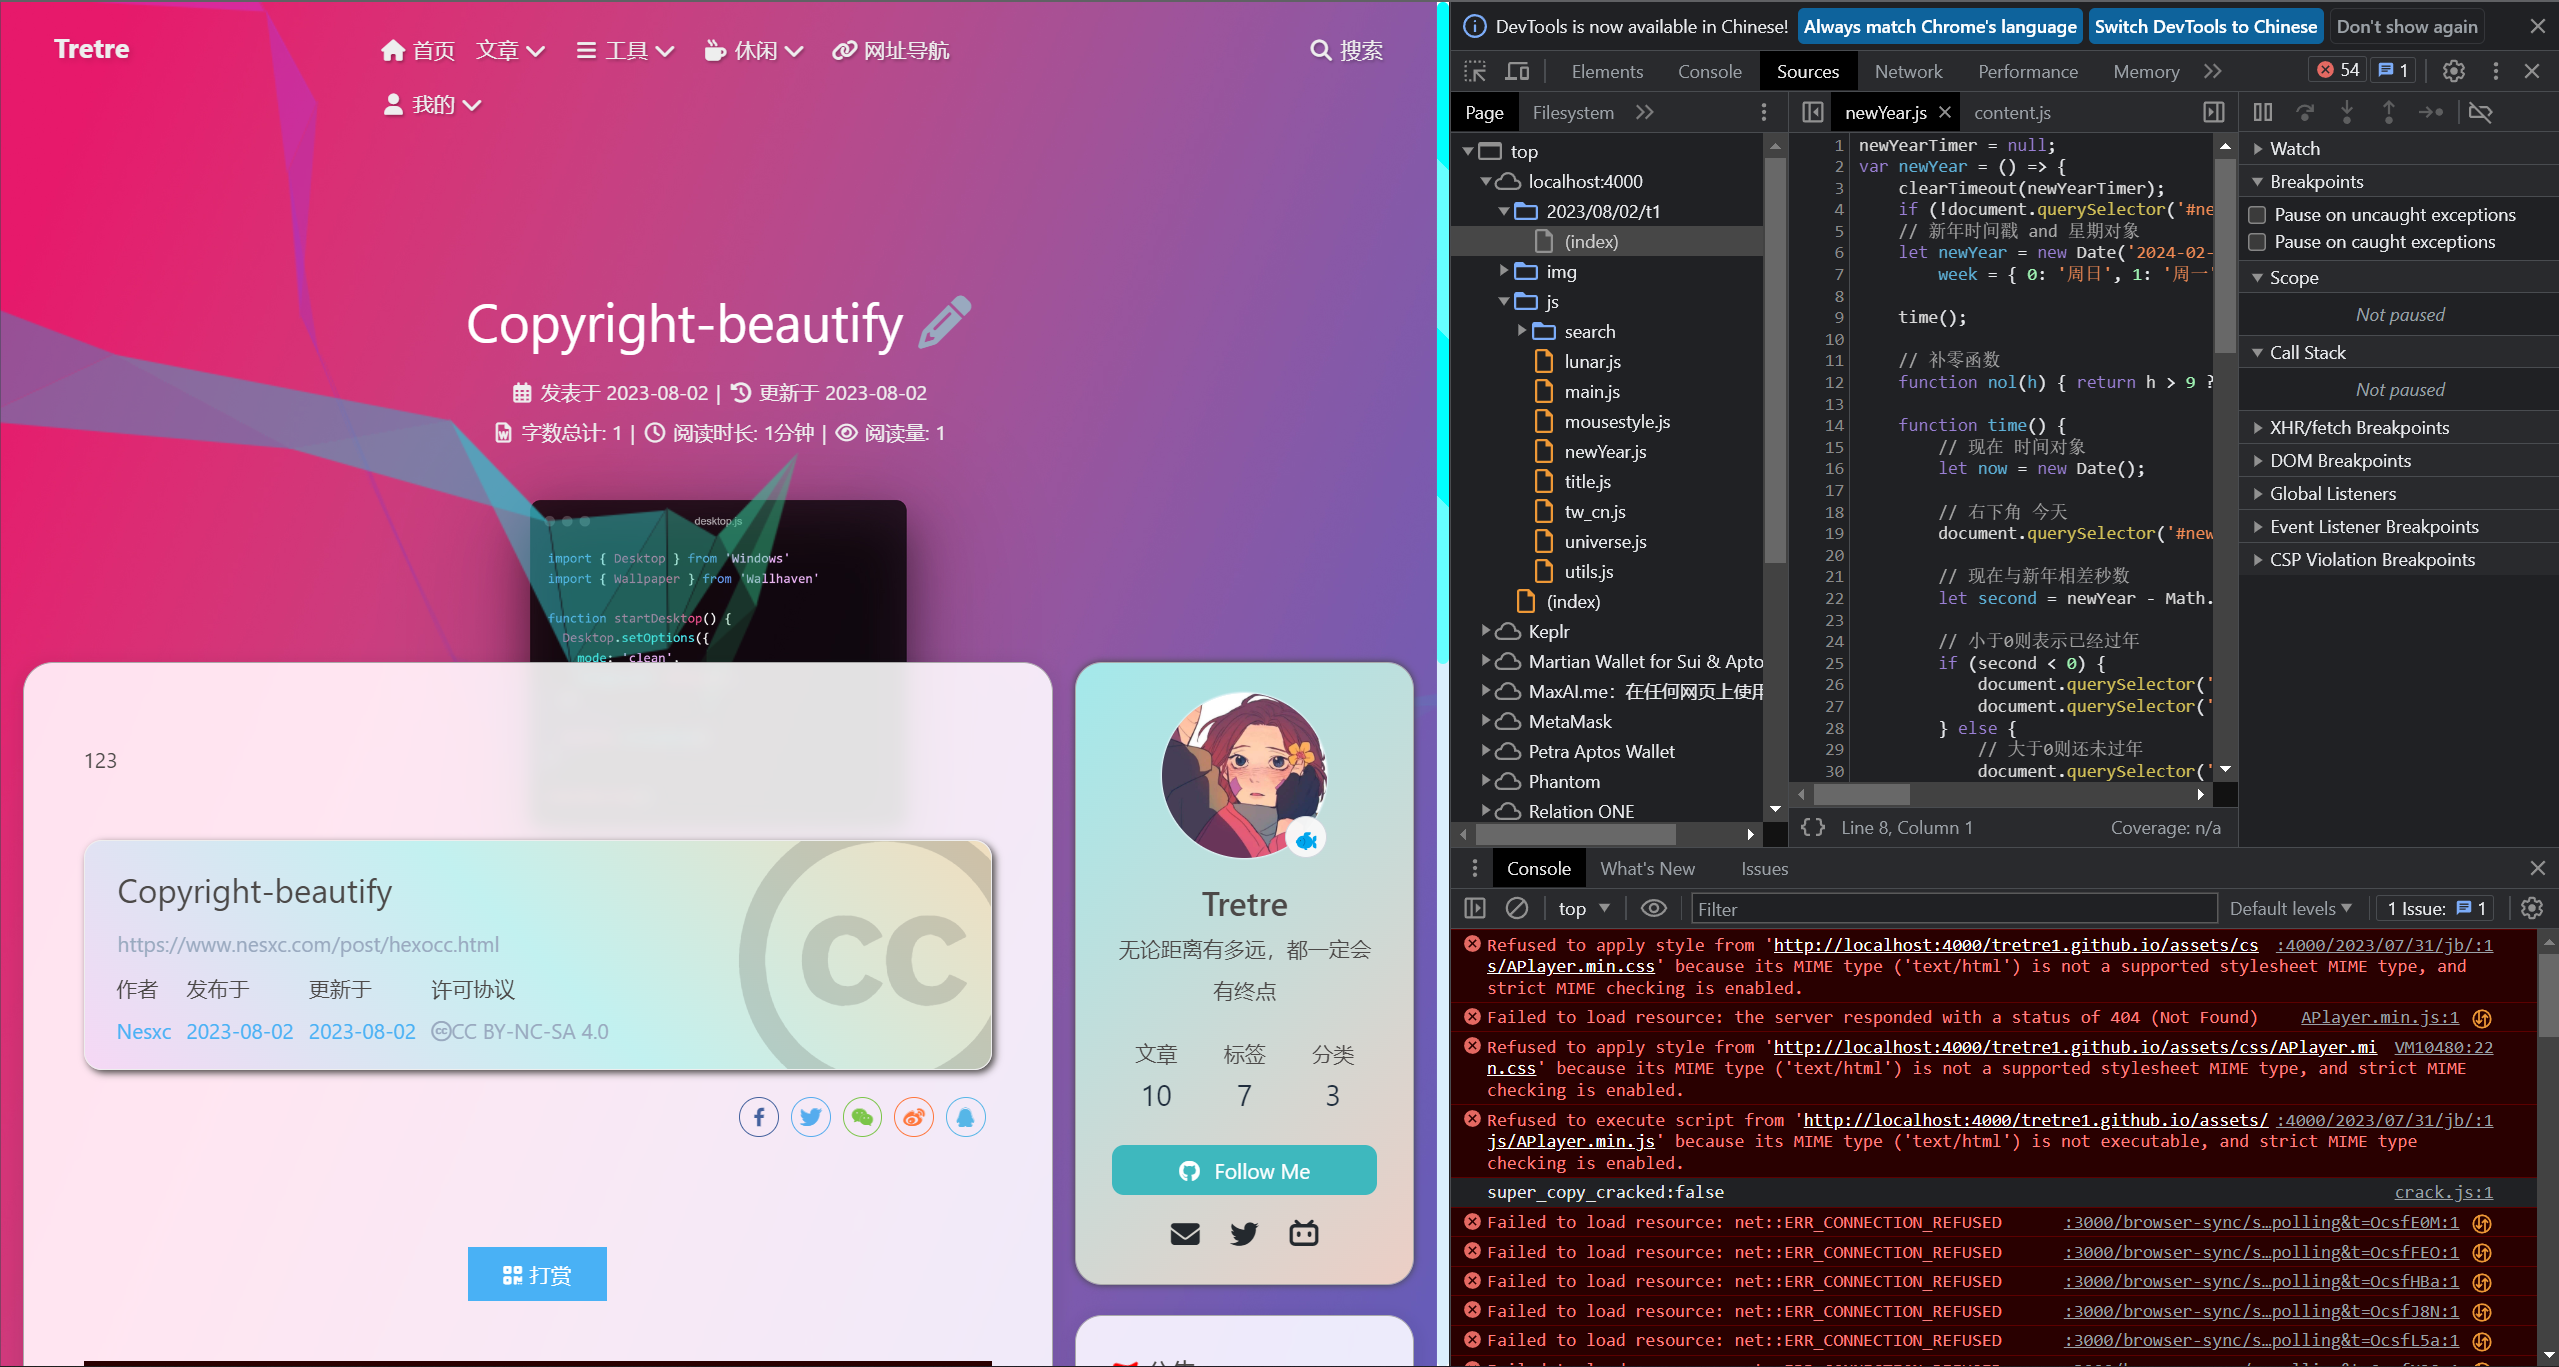 Tretre
首页 文章 工具 休闲 网址导航
我的
搜索
Copyright-beautify
发表于 2023-08-02 | 更新于 2023-08-02
字数总计: 1 | 阅读时长: 1分钟 | 阅读量: 1
desktop.js
import { Desktop } from 'Windows'
import { Wallpaper } from 'Wallhaven'
function startDesktop() {
Desktop.setOptions({
mode: 'clean',
123
Copyright-beautify
https://www.nesxc.com/post/hexocc.html
作者 发布于 更新于 许可协议
Nesxc 2023-08-02 2023-08-02 CC BY-NC-SA 4.0
打赏
Tretre
无论距离有多远，都一定会
有终点
文章 标签 分类
10 7 3
Follow Me
公告
DevTools is now available in Chinese! Always match Chrome's language Switch DevTools to Chinese Don't show again
Elements Console Sources Network Performance Memory 54 1
Page Filesystem
top
localhost:4000
2023/08/02/t1
(index)
img
js
search
lunar.js
main.js
mousestyle.js
newYear.js
title.js
tw_cn.js
universe.js
utils.js
(index)
Keplr
Martian Wallet for Sui & Apto
MaxAI.me：在任何网页上使用
MetaMask
Petra Aptos Wallet
Phantom
Relation ONE
newYear.js content.js
1 newYearTimer = null;
2 var newYear = () => {
3 clearTimeout(newYearTimer);
4 if (!document.querySelector('#ne
5 // 新年时间戳 and 星期对象
6 let newYear = new Date('2024-02-
7 week = { 0: '周日', 1: '周一'
8
9 time();
10
11 // 补零函数
12 function nol(h) { return h > 9 ?
13
14 function time() {
15 // 现在 时间对象
16 let now = new Date();
17
18 // 右下角 今天
19 document.querySelector('#new
20
21 // 现在与新年相差秒数
22 let second = newYear - Math.
23
24 // 小于0则表示已经过年
25 if (second < 0) {
26 document.querySelector('
27 document.querySelector('
28 } else {
29 // 大于0则还未过年
30 document.querySelector('
{} Line 8, Column 1 Coverage: n/a
Watch
Breakpoints
Pause on uncaught exceptions
Pause on caught exceptions
Scope
Not paused
Call Stack
Not paused
XHR/fetch Breakpoints
DOM Breakpoints
Global Listeners
Event Listener Breakpoints
CSP Violation Breakpoints
Console What's New Issues
top Filter Default levels 1 Issue: 1
Refused to apply style from 'http://localhost:4000/tretre1.github.io/assets/cs :4000/2023/07/31/jb/:1
s/APlayer.min.css' because its MIME type ('text/html') is not a supported stylesheet MIME type, and
strict MIME checking is enabled.
Failed to load resource: the server responded with a status of 404 (Not Found) APlayer.min.js:1
Refused to apply style from 'http://localhost:4000/tretre1.github.io/assets/css/APlayer.mi VM10480:22
n.css' because its MIME type ('text/html') is not a supported stylesheet MIME type, and strict MIME
checking is enabled.
Refused to execute script from 'http://localhost:4000/tretre1.github.io/assets/ :4000/2023/07/31/jb/:1
js/APlayer.min.js' because its MIME type ('text/html') is not executable, and strict MIME type
checking is enabled.
super_copy_cracked:false crack.js:1
Failed to load resource: net::ERR_CONNECTION_REFUSED :3000/browser-sync/s…polling&t=OcsfE0M:1
Failed to load resource: net::ERR_CONNECTION_REFUSED :3000/browser-sync/s…polling&t=OcsfFEO:1
Failed to load resource: net::ERR_CONNECTION_REFUSED :3000/browser-sync/s…polling&t=OcsfHBa:1
Failed to load resource: net::ERR_CONNECTION_REFUSED :3000/browser-sync/s…polling&t=OcsfJ8N:1
Failed to load resource: net::ERR_CONNECTION_REFUSED :3000/browser-sync/s…polling&t=OcsfL5a:1